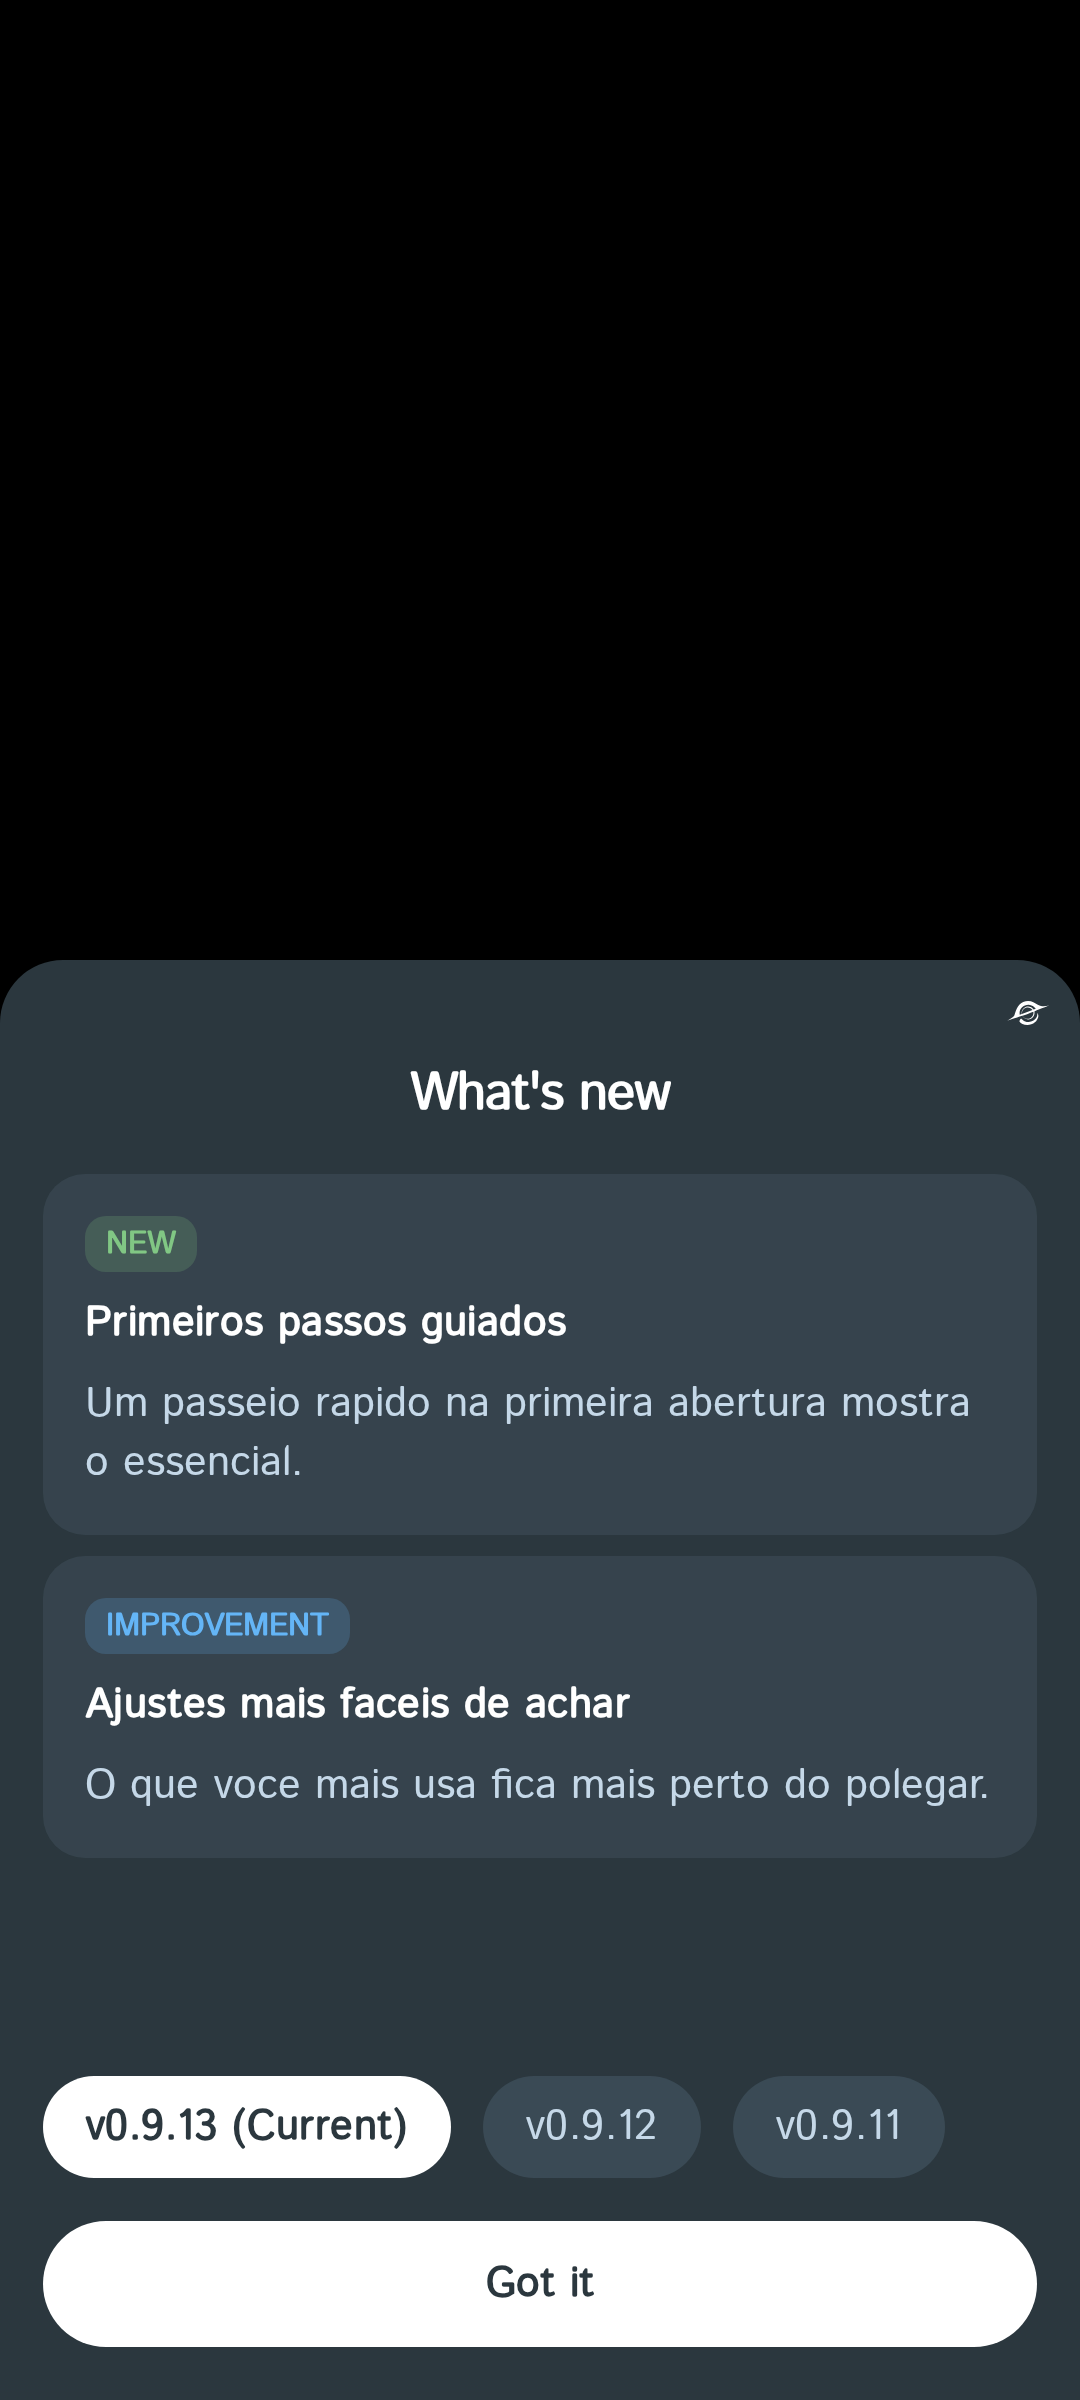 What's new
NEW
Primeiros passos guiados
Um passeio rapido na primeira abertura mostra
o essencial.
IMPROVEMENT
Ajustes mais faceis de achar
O que voce mais usa fica mais perto do polegar.
v0.9.13 (Current) v0.9.12 v0.9.11
Got it